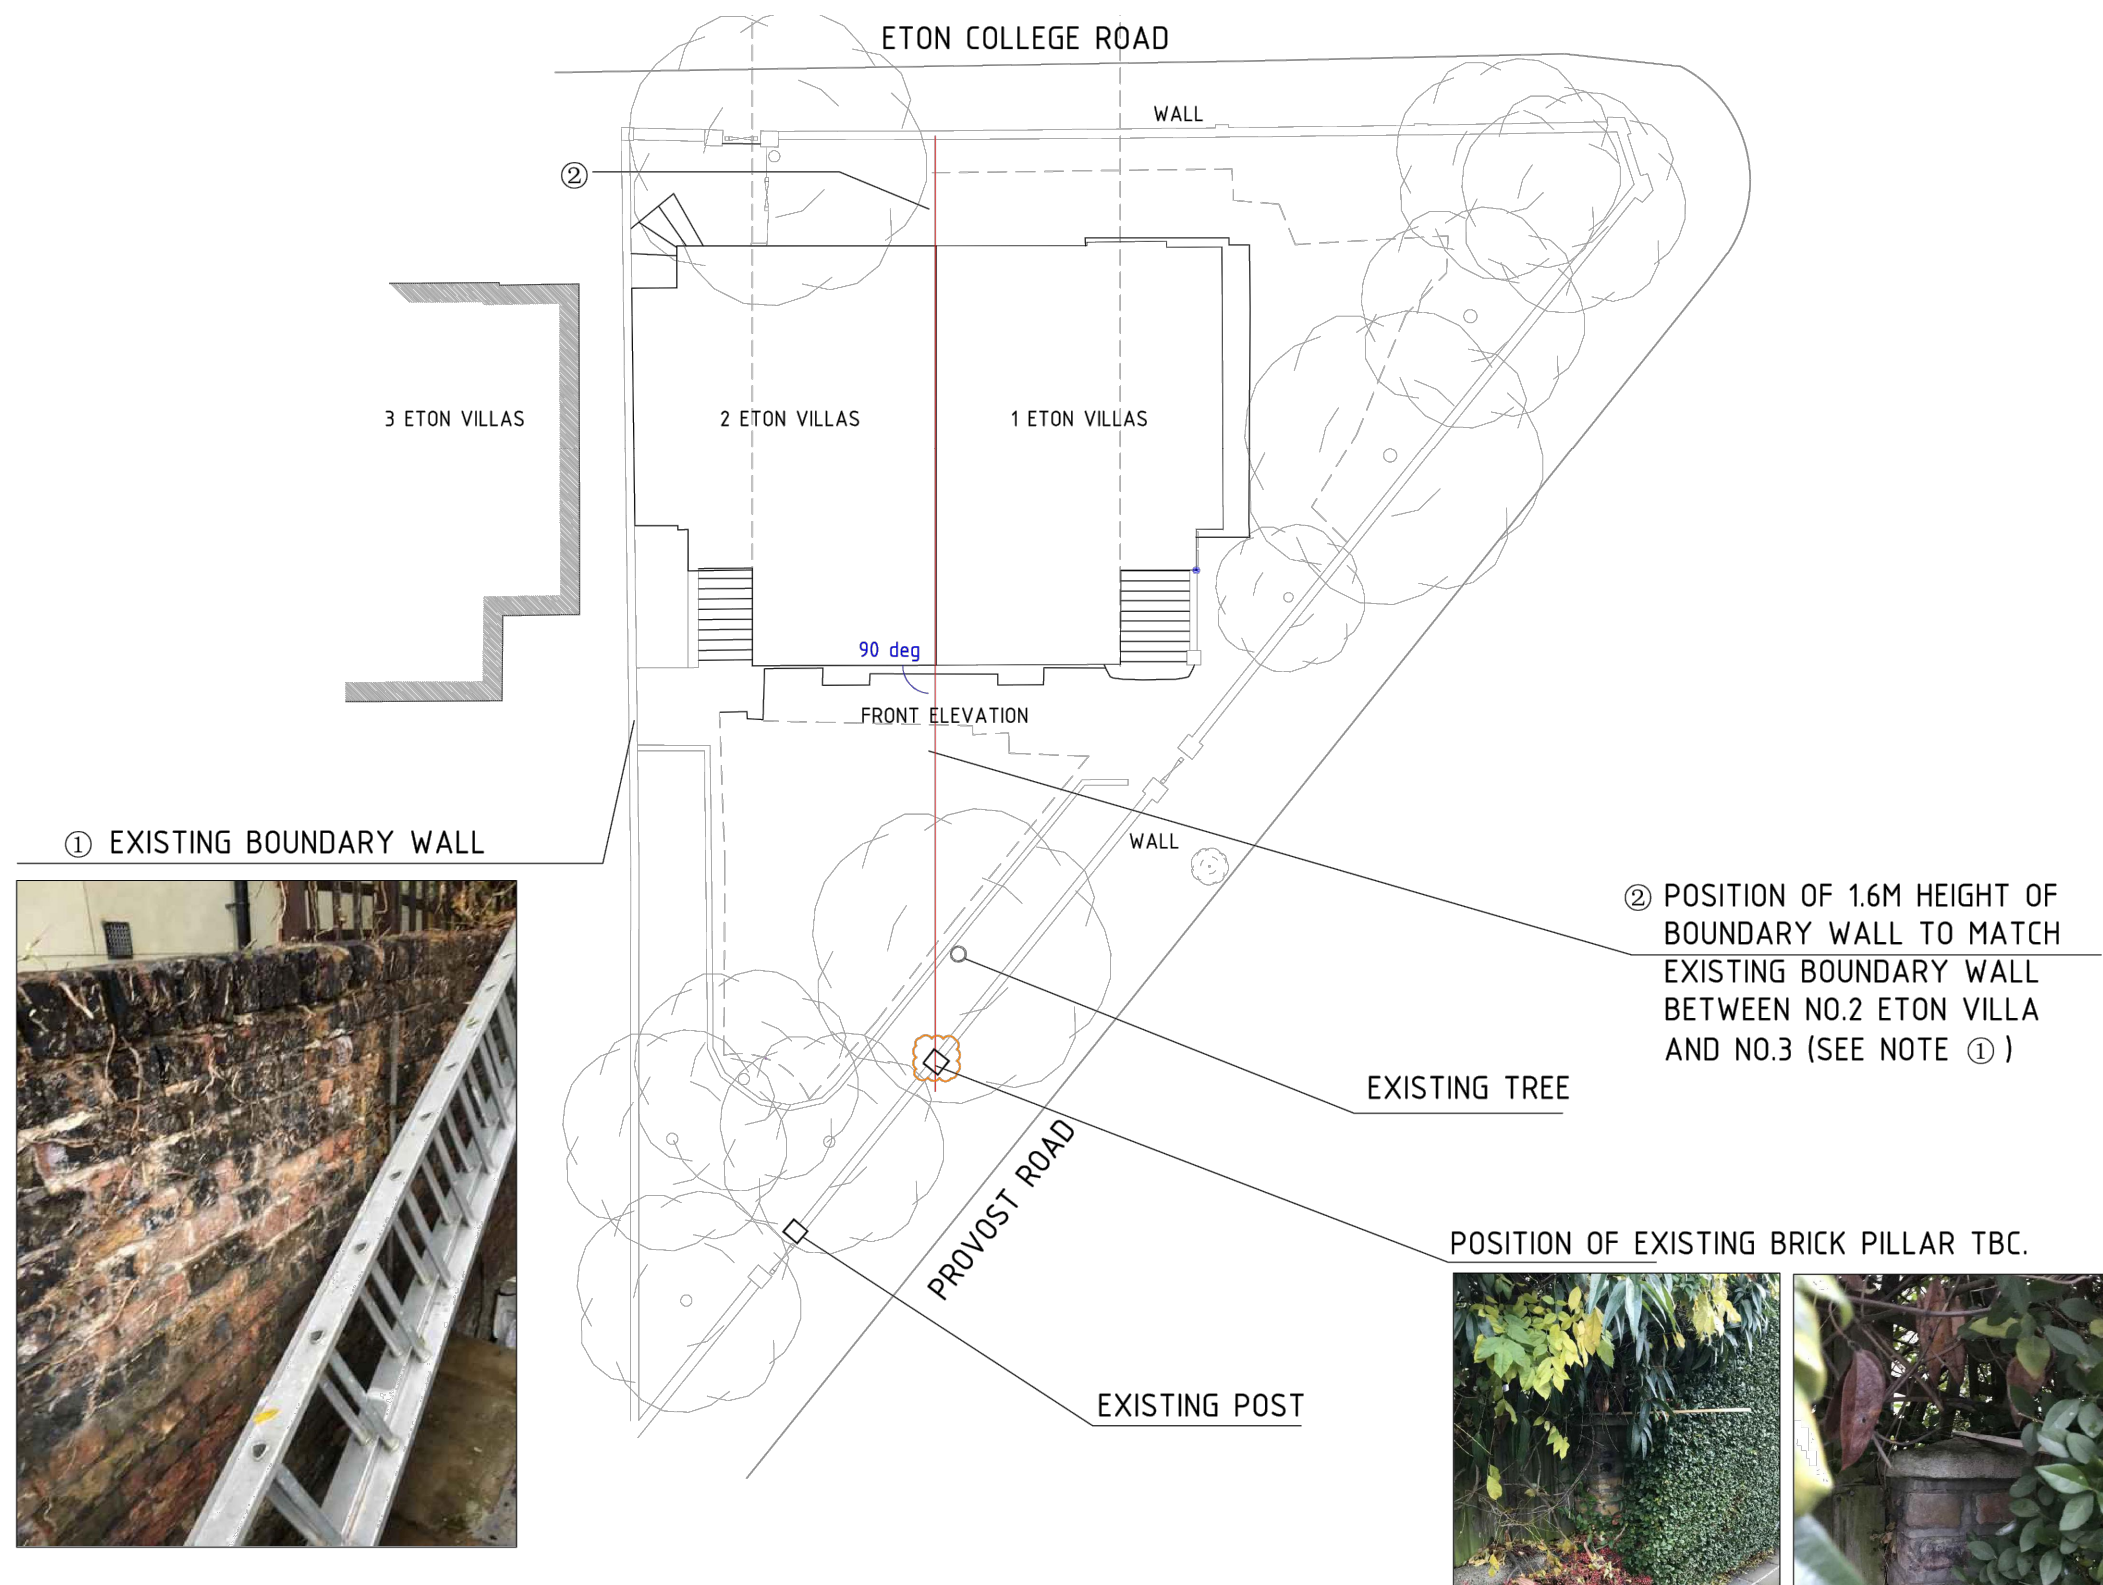 ETON COLLEGE ROAD
WALL
②
3 ETON VILLAS
2 ETON VILLAS
1 ETON VILLAS
90 deg
FRONT ELEVATION
① EXISTING BOUNDARY WALL
WALL
② POSITION OF 1.6M HEIGHT OF
BOUNDARY WALL TO MATCH
EXISTING BOUNDARY WALL
BETWEEN NO.2 ETON VILLA
AND NO.3 (SEE NOTE ① )
EXISTING TREE
PROVOST ROAD
POSITION OF EXISTING BRICK PILLAR TBC.
EXISTING POST